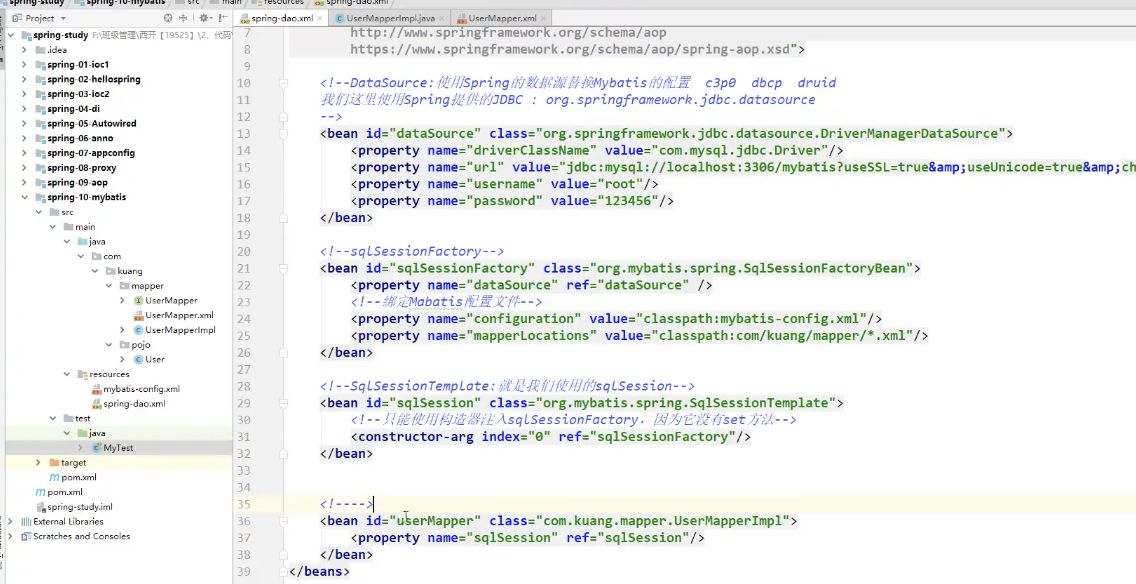 spring-study
spring-10-mybatis
src
main
resources
spring-dao.xml
Project
spring-dao.xml
UserMapperImpl.java
UserMapper.xml
spring-study F:\班级管理\西开【19525】\2、代码
.idea
spring-01-ioc1
spring-02-hellospring
spring-03-ioc2
spring-04-di
spring-05-Autowired
spring-06-anno
spring-07-appconfig
spring-08-proxy
spring-09-aop
spring-10-mybatis
src
main
java
com
kuang
mapper
UserMapper
UserMapper.xml
UserMapperImpl
pojo
User
resources
mybatis-config.xml
spring-dao.xml
test
java
MyTest
target
pom.xml
pom.xml
spring-study.iml
External Libraries
Scratches and Consoles
7 http://www.springframework.org/schema/aop
8 https://www.springframework.org/schema/aop/spring-aop.xsd">
9
10 <!--DataSource:使用Spring的数据源替换Mybatis的配置 c3p0 dbcp druid
11 我们这里使用Spring提供的JDBC : org.springframework.jdbc.datasource
12 -->
13 <bean id="dataSource" class="org.springframework.jdbc.datasource.DriverManagerDataSource">
14 <property name="driverClassName" value="com.mysql.jdbc.Driver"/>
15 <property name="url" value="jdbc:mysql://localhost:3306/mybatis?useSSL=true&amp;useUnicode=true&amp;ch
16 <property name="username" value="root"/>
17 <property name="password" value="123456"/>
18 </bean>
19
20 <!--sqlSessionFactory-->
21 <bean id="sqlSessionFactory" class="org.mybatis.spring.SqlSessionFactoryBean">
22 <property name="dataSource" ref="dataSource" />
23 <!--绑定Mabatis配置文件-->
24 <property name="configuration" value="classpath:mybatis-config.xml"/>
25 <property name="mapperLocations" value="classpath:com/kuang/mapper/*.xml"/>
26 </bean>
27
28 <!--SqlSessionTemplate:就是我们使用的sqlSession-->
29 <bean id="sqlSession" class="org.mybatis.spring.SqlSessionTemplate">
30 <!--只能使用构造器注入sqlSessionFactory，因为它没有set方法-->
31 <constructor-arg index="0" ref="sqlSessionFactory"/>
32 </bean>
33
34
35 <!---->
36 <bean id="userMapper" class="com.kuang.mapper.UserMapperImpl">
37 <property name="sqlSession" ref="sqlSession"/>
38 </bean>
39 </beans>